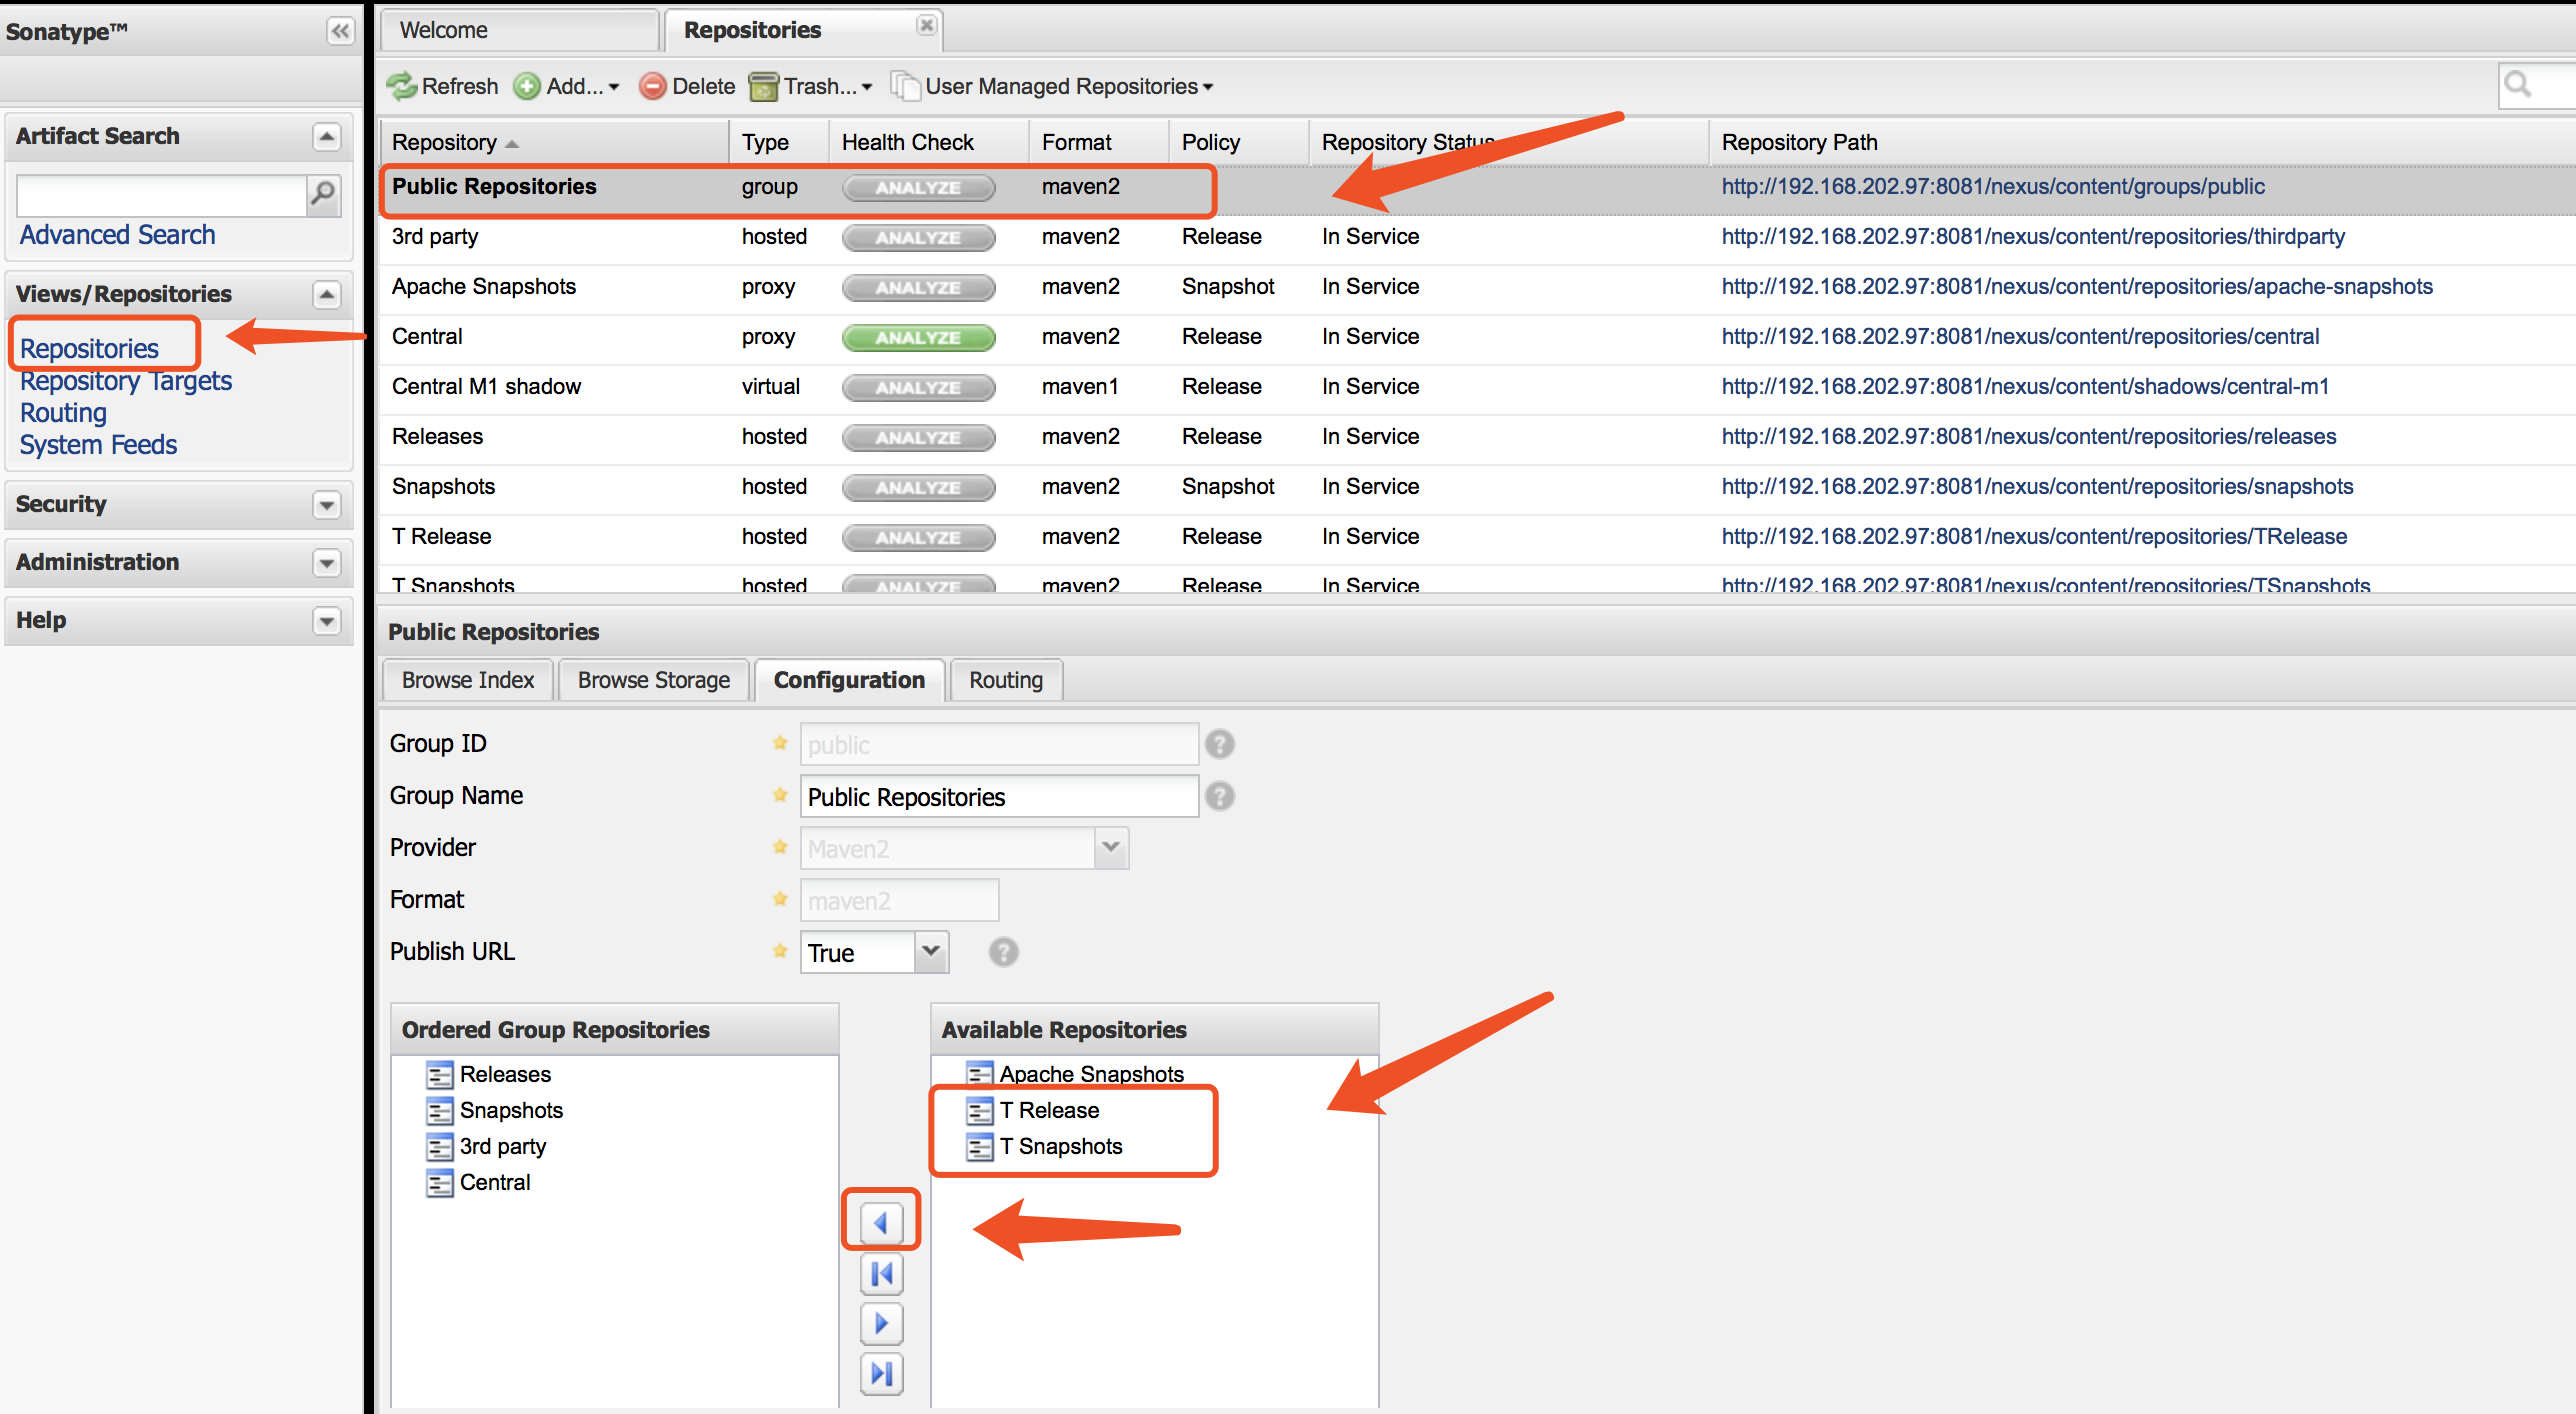 Sonatype™
Artifact Search
Advanced Search
Views/Repositories
Repositories
Repository Targets
Routing
System Feeds
Security
Administration
Help
Welcome Repositories
Refresh Add... Delete Trash... User Managed Repositories
Repository Type Health Check Format Policy Repository Status Repository Path
Public Repositories group ANALYZE maven2 http://192.168.202.97:8081/nexus/content/groups/public
3rd party hosted ANALYZE maven2 Release In Service http://192.168.202.97:8081/nexus/content/repositories/thirdparty
Apache Snapshots proxy ANALYZE maven2 Snapshot In Service http://192.168.202.97:8081/nexus/content/repositories/apache-snapshots
Central proxy ANALYZE maven2 Release In Service http://192.168.202.97:8081/nexus/content/repositories/central
Central M1 shadow virtual ANALYZE maven1 Release In Service http://192.168.202.97:8081/nexus/content/shadows/central-m1
Releases hosted ANALYZE maven2 Release In Service http://192.168.202.97:8081/nexus/content/repositories/releases
Snapshots hosted ANALYZE maven2 Snapshot In Service http://192.168.202.97:8081/nexus/content/repositories/snapshots
T Release hosted ANALYZE maven2 Release In Service http://192.168.202.97:8081/nexus/content/repositories/TRelease
T Snapshots hosted ANALYZE maven2 Release In Service http://192.168.202.97:8081/nexus/content/repositories/TSnapshots
Public Repositories
Browse Index Browse Storage Configuration Routing
Group ID public
Group Name Public Repositories
Provider Maven2
Format maven2
Publish URL True
Ordered Group Repositories
Releases
Snapshots
3rd party
Central
Available Repositories
Apache Snapshots
T Release
T Snapshots